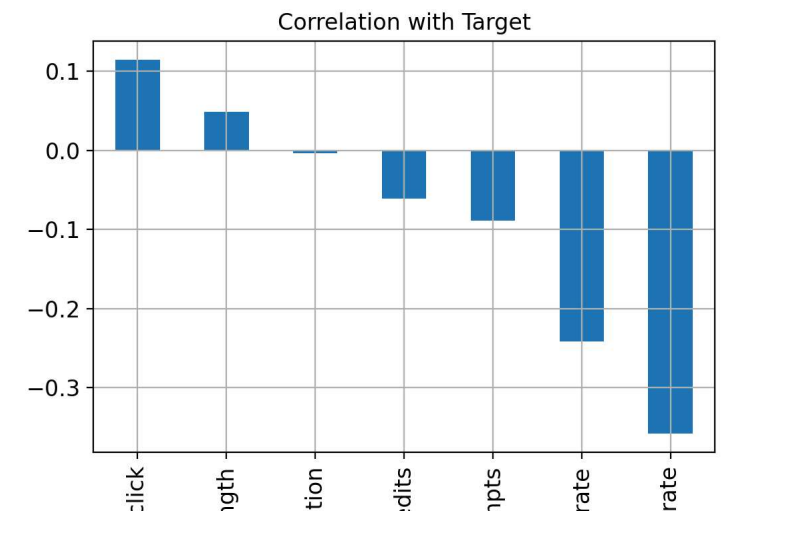 Correlation with Target
0.1
0.0
−0.1
−0.2
−0.3
click
ngth
tion
edits
npts
rate
rate